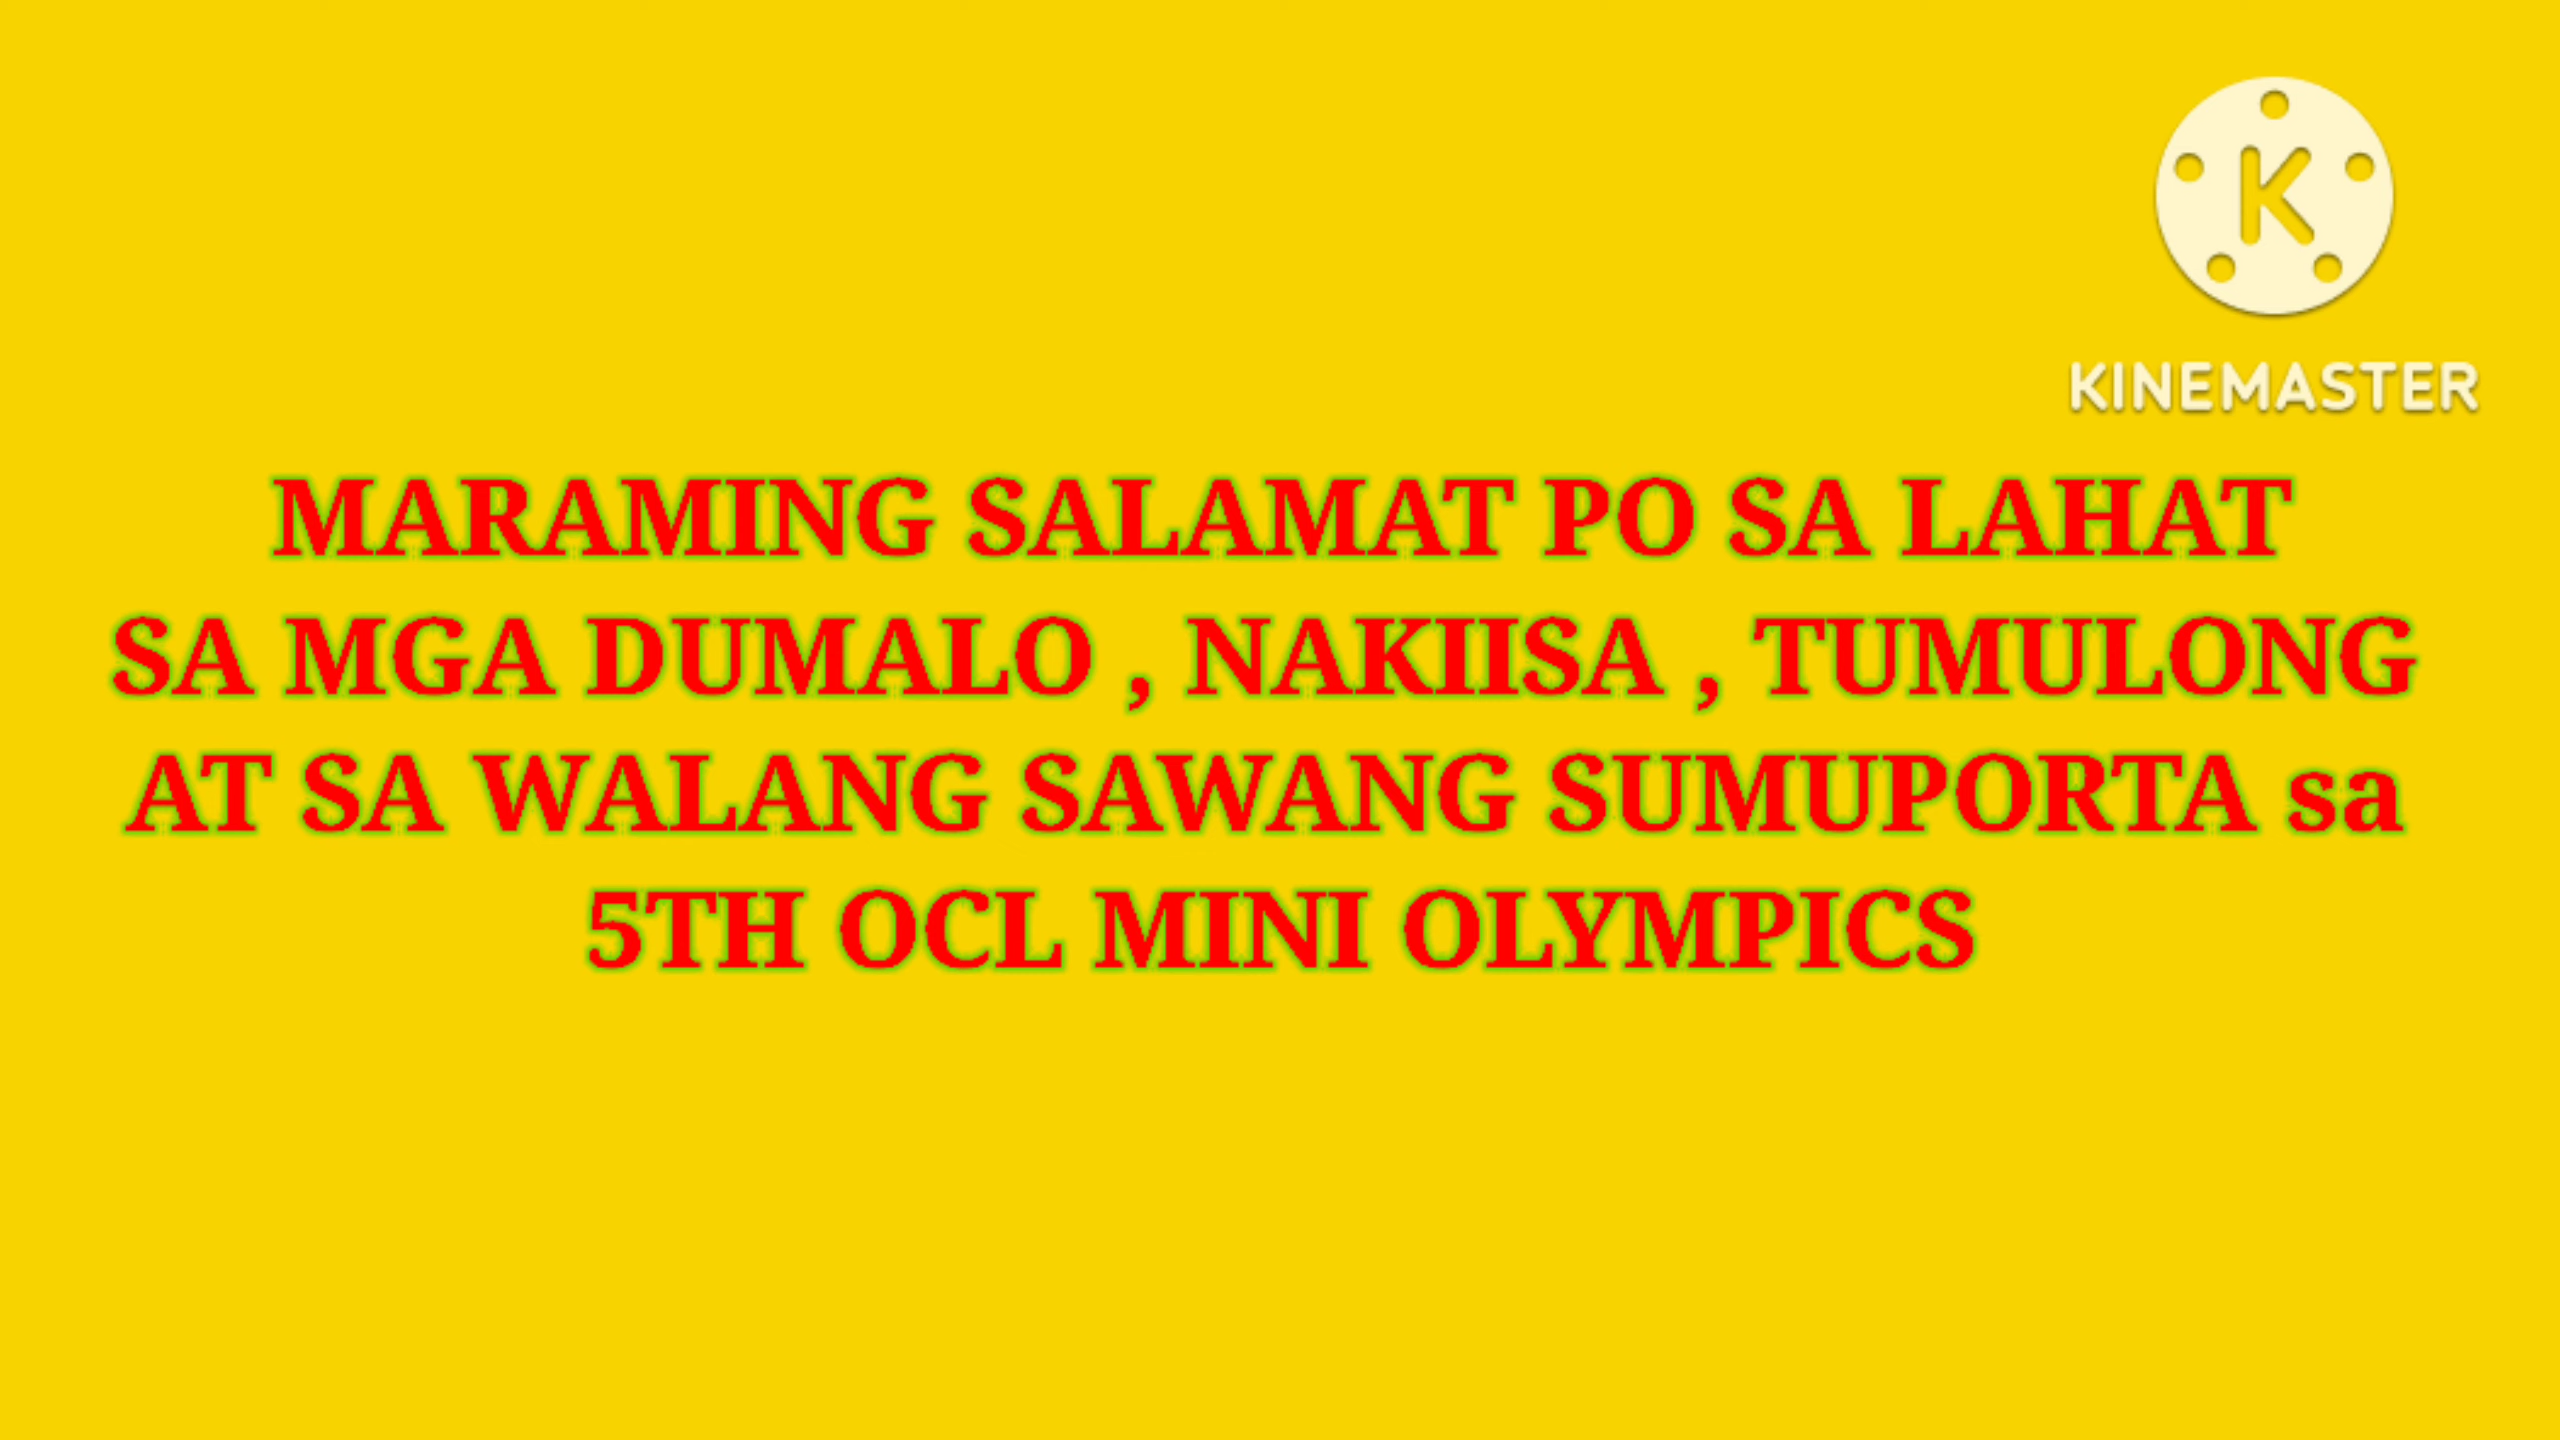 K
KINEMASTER
MARAMING SALAMAT PO SA LAHAT
SA MGA DUMALO , NAKIISA , TUMULONG
AT SA WALANG SAWANG SUMUPORTA sa
5TH OCL MINI OLYMPICS